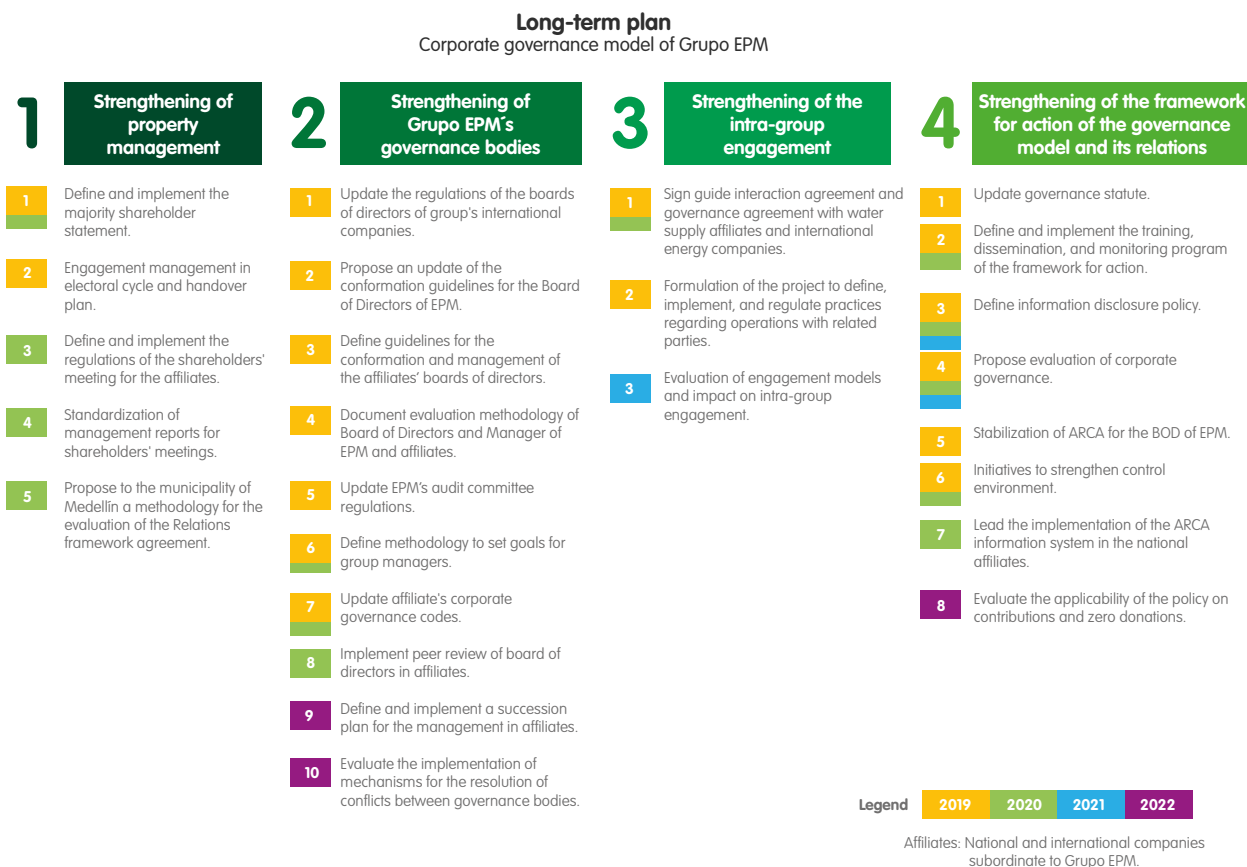 Long-term plan
Corporate governance model of Grupo EPM
1
Strengthening of
property
management
1
Define and implement the
majority shareholder
statement.
2
Engagement management in
electoral cycle and handover
plan.
3
Define and implement the
regulations of the shareholders'
meeting for the affiliates.
4
Standardization of
management reports for
shareholders' meetings.
5
Propose to the municipality of
Medellín a methodology for the
evaluation of the Relations
framework agreement.
2
Strengthening of
Grupo EPM´s
governance bodies
1
Update the regulations of the boards
of directors of group's international
companies.
2
Propose an update of the
conformation guidelines for the Board
of Directors of EPM.
3
Define guidelines for the
conformation and management of
the affiliates' boards of directors.
4
Document evaluation methodology of
Board of Directors and Manager of
EPM and affiliates.
5
Update EPM's audit committee
regulations.
6
Define methodology to set goals for
group managers.
7
Update affiliate's corporate
governance codes.
8
Implement peer review of board of
directors in affiliates.
9
Define and implement a succession
plan for the management in affiliates.
10
Evaluate the implementation of
mechanisms for the resolution of
conflicts between governance bodies.
3
Strengthening of the
intra-group
engagement
1
Sign guide interaction agreement and
governance agreement with water
supply affiliates and international
energy companies.
2
Formulation of the project to define,
implement, and regulate practices
regarding operations with related
parties.
3
Evaluation of engagement models
and impact on intra-group
engagement.
4
Strengthening of the framework
for action of the governance
model and its relations
1
Update governance statute.
2
Define and implement the training,
dissemination, and monitoring program
of the framework for action.
3
Define information disclosure policy.
4
Propose evaluation of corporate
governance.
5
Stabilization of ARCA for the BOD of EPM.
6
Initiatives to strengthen control
environment.
7
Lead the implementation of the ARCA
information system in the national
affiliates.
8
Evaluate the applicability of the policy on
contributions and zero donations.
Legend 2019 2020 2021 2022
Affiliates: National and international companies
subordinate to Grupo EPM.